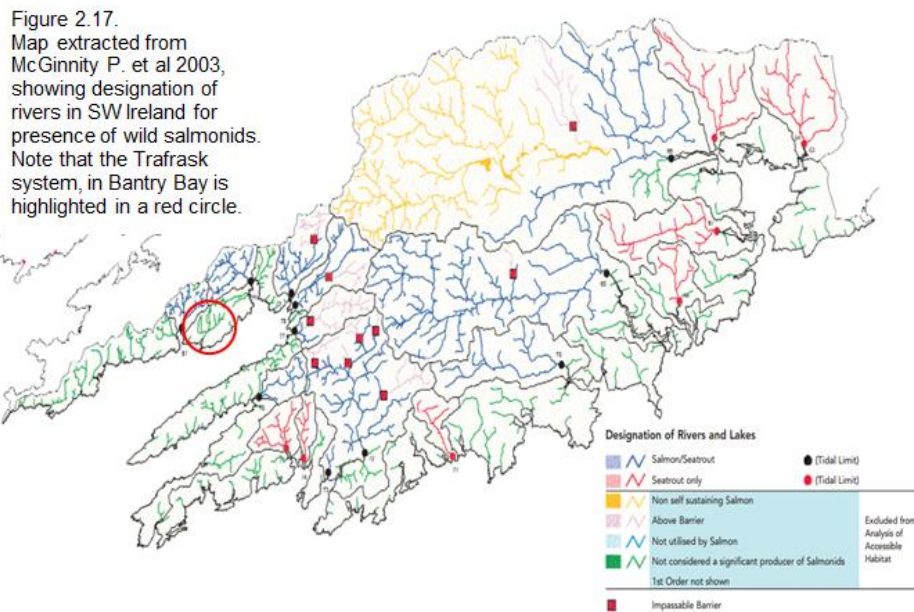 Figure 2.17.
Map extracted from
McGinnity P. et al 2003,
showing designation of
rivers in SW Ireland for
presence of wild salmonids.
Note that the Trafrask
system, in Bantry Bay is
highlighted in a red circle.
Designation of Rivers and Lakes
Salmon/Seatrout
(Tidal Limit)
Seatrout only
(Tidal Limit)
Non self sustaining Salmon
Above Barrier
Not utilised by Salmon
Not considered a significant producer of Salmonids
1st Order not shown
Excluded from
Analysis of
Accessible
Habitat
Impassable Barrier